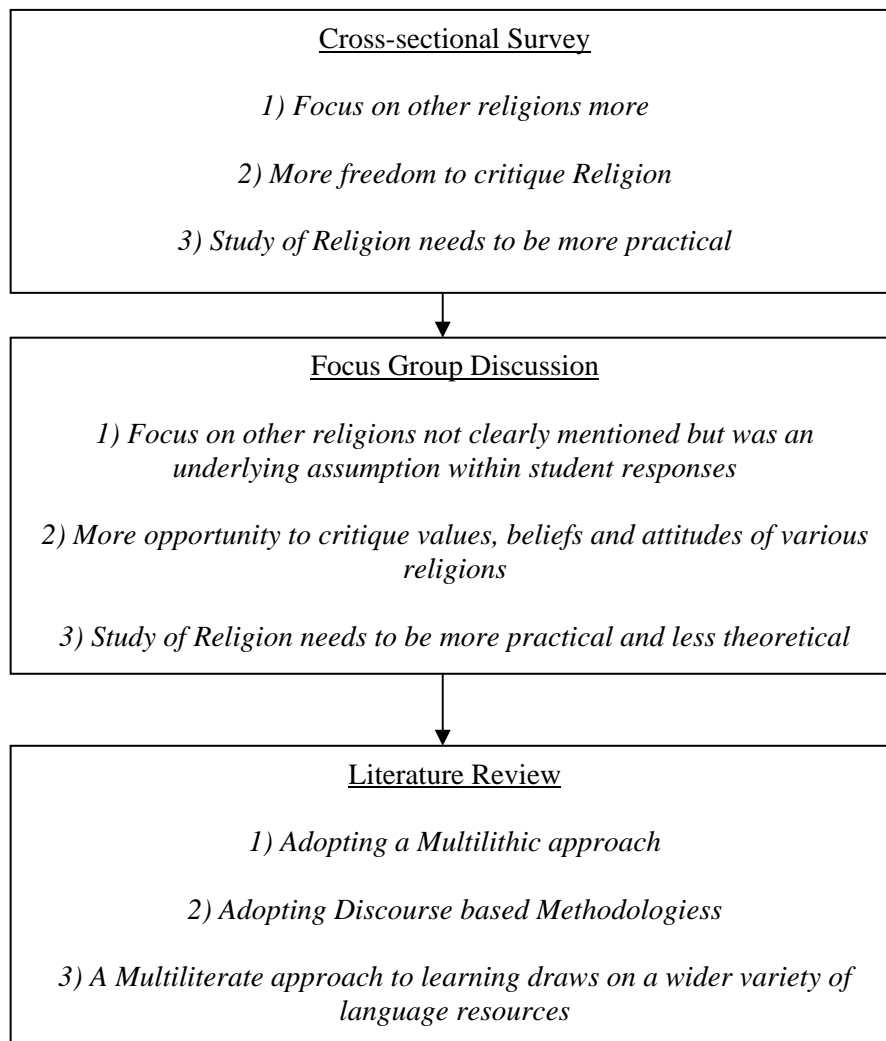 Cross-sectional Survey
1) Focus on other religions more
2) More freedom to critique Religion
3) Study of Religion needs to be more practical
Focus Group Discussion
1) Focus on other religions not clearly mentioned but was an
underlying assumption within student responses
2) More opportunity to critique values, beliefs and attitudes of various
religions
3) Study of Religion needs to be more practical and less theoretical
Literature Review
1) Adopting a Multilithic approach
2) Adopting Discourse based Methodologiess
3) A Multiliterate approach to learning draws on a wider variety of
language resources